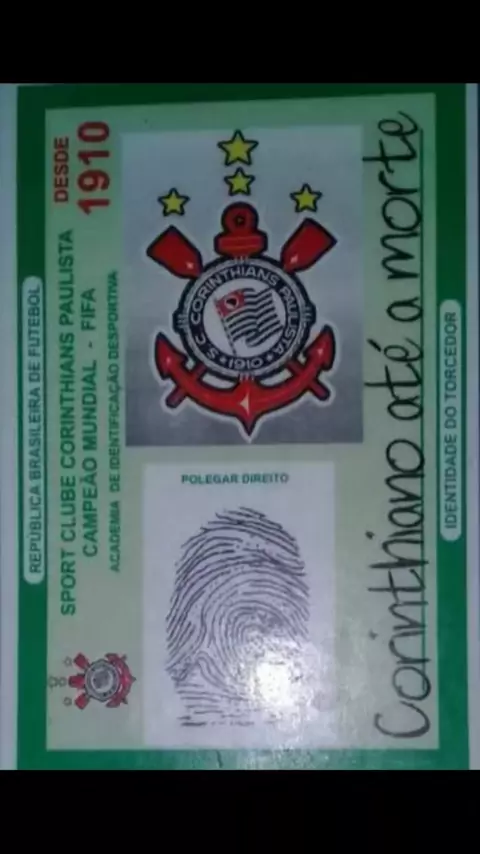 REPÚBLICA BRASILEIRA DE FUTEBOL
SPORT CLUBE CORINTHIANS PAULISTA
CAMPEÃO MUNDIAL - FIFA
ACADEMIA DE IDENTIFICAÇÃO DESPORTIVA
DESDE
1910
S.C. CORINTHIANS PAULISTA
1910
POLEGAR DIREITO
Corinthiano até a morte
IDENTIDADE DO TORCEDOR